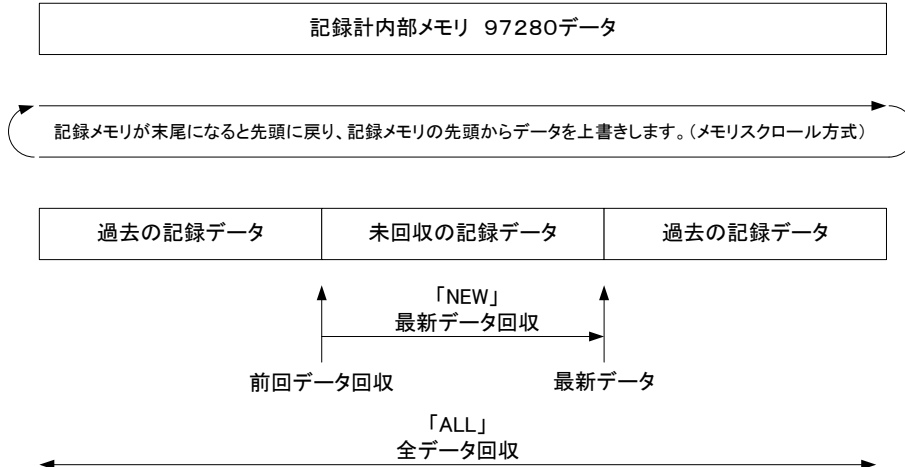 記録計内部メモリ 97280データ
記録メモリが末尾になると先頭に戻り、記録メモリの先頭からデータを上書きします。(メモリスクロール方式)
過去の記録データ 未回収の記録データ 過去の記録データ
「NEW」
最新データ回収
前回データ回収 最新データ
「ALL」
全データ回収